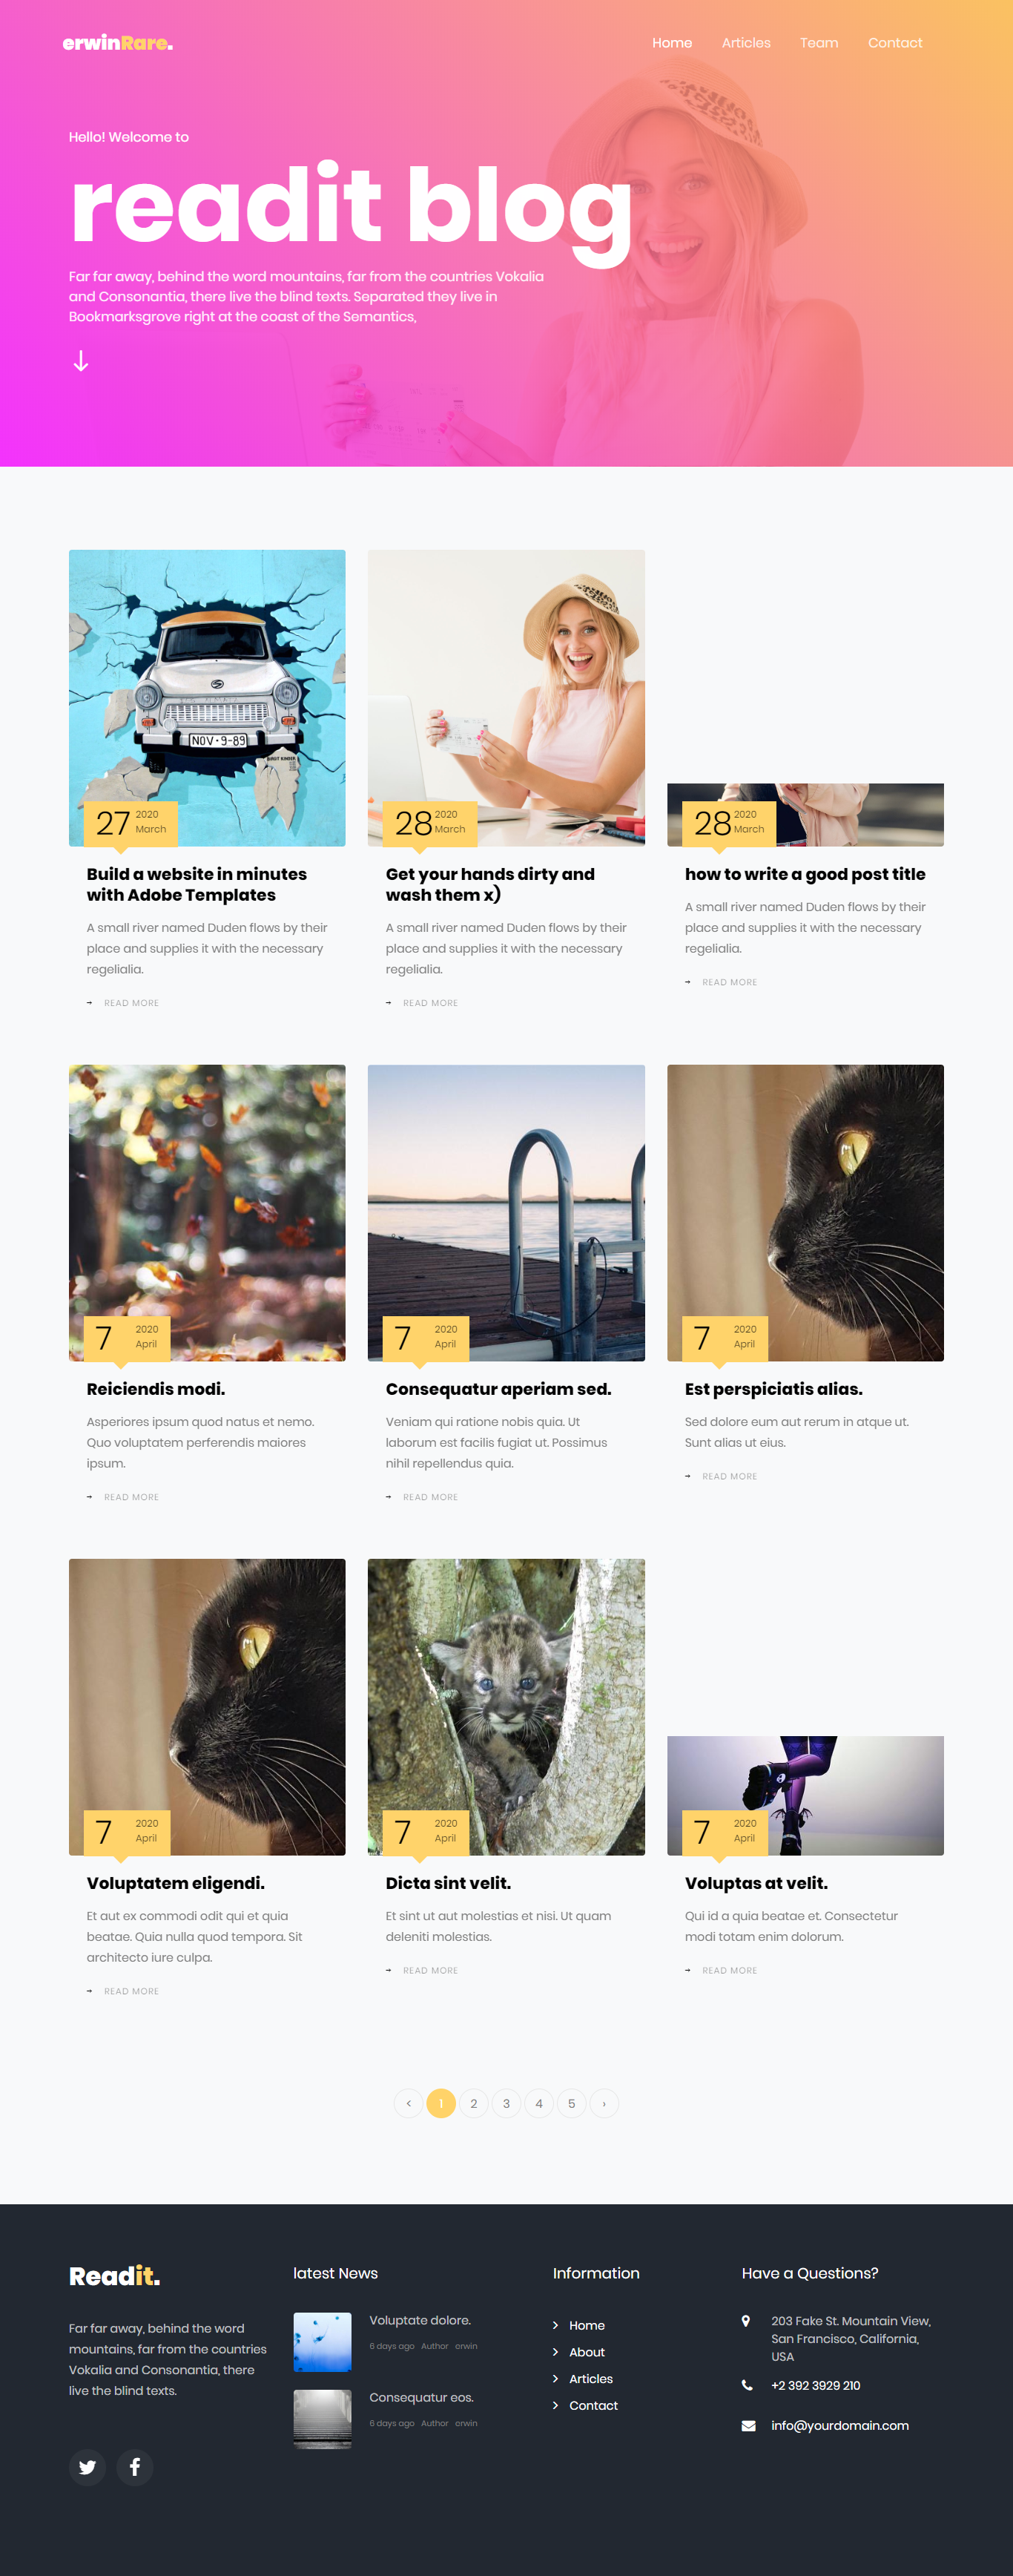 erwinRare.
Home Articles Team Contact
Hello! Welcome to
readit blog
Far far away, behind the word mountains, far from the countries Vokalia
and Consonantia, there live the blind texts. Separated they live in
Bookmarksgrove right at the coast of the Semantics,
NOV·9-89
27 2020
March
Build a website in minutes
with Adobe Templates
A small river named Duden flows by their
place and supplies it with the necessary
regelialia.
READ MORE
28 2020
March
Get your hands dirty and
wash them x)
A small river named Duden flows by their
place and supplies it with the necessary
regelialia.
READ MORE
28 2020
March
how to write a good post title
A small river named Duden flows by their
place and supplies it with the necessary
regelialia.
READ MORE
7 2020
April
Reiciendis modi.
Asperiores ipsum quod natus et nemo.
Quo voluptatem perferendis maiores
ipsum.
READ MORE
7 2020
April
Consequatur aperiam sed.
Veniam qui ratione nobis quia. Ut
laborum est facilis fugiat ut. Possimus
nihil repellendus quia.
READ MORE
7 2020
April
Est perspiciatis alias.
Sed dolore eum aut rerum in atque ut.
Sunt alias ut eius.
READ MORE
7 2020
April
Voluptatem eligendi.
Et aut ex commodi odit qui et quia
beatae. Quia nulla quod tempora. Sit
architecto iure culpa.
READ MORE
7 2020
April
Dicta sint velit.
Et sint ut aut molestias et nisi. Ut quam
deleniti molestias.
READ MORE
7 2020
April
Voluptas at velit.
Qui id a quia beatae et. Consectetur
modi totam enim dolorum.
READ MORE
< 1 2 3 4 5 ›
Readit.
Far far away, behind the word
mountains, far from the countries
Vokalia and Consonantia, there
live the blind texts.
latest News
Voluptate dolore.
6 days ago Author erwin
Consequatur eos.
6 days ago Author erwin
Information
Home
About
Articles
Contact
Have a Questions?
203 Fake St. Mountain View,
San Francisco, California,
USA
+2 392 3929 210
info@yourdomain.com